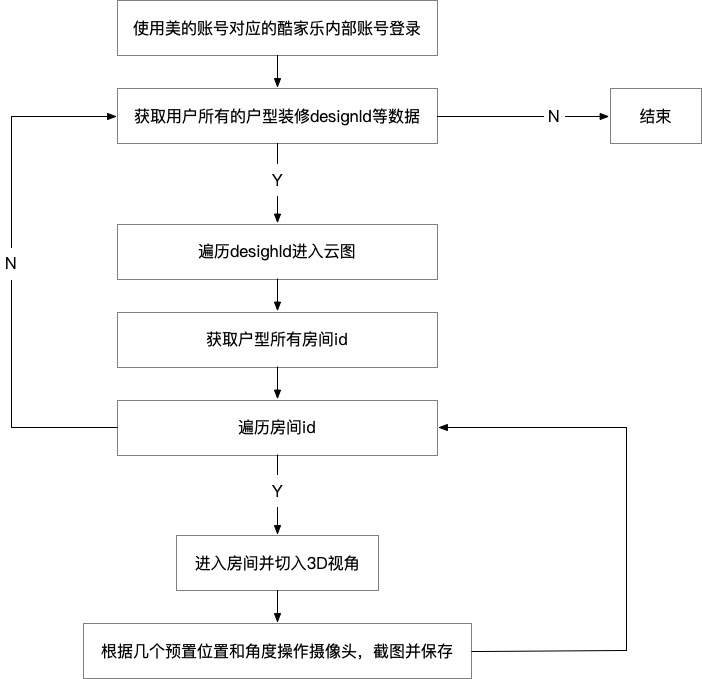 使用美的账号对应的酷家乐内部账号登录
获取用户所有的户型装修designId等数据
N
结束
Y
遍历desighId进入云图
N
获取户型所有房间id
遍历房间id
Y
进入房间并切入3D视角
根据几个预置位置和角度操作摄像头，截图并保存